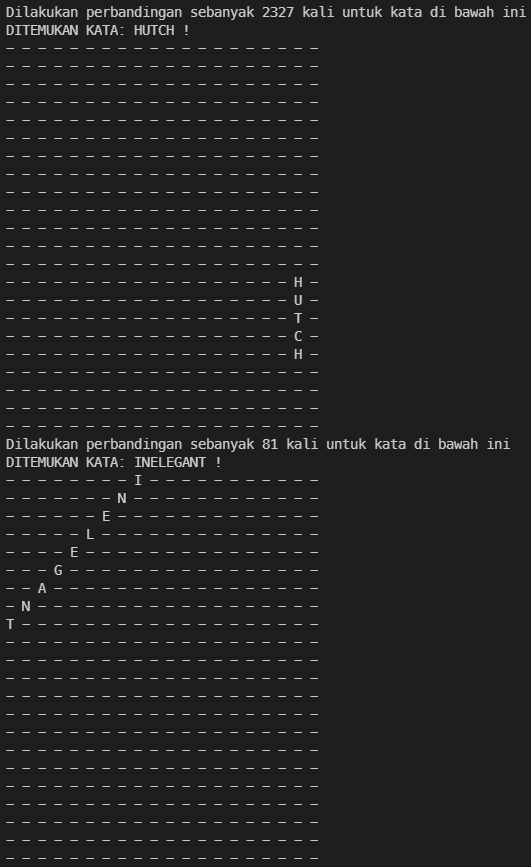 Dilakukan perbandingan sebanyak 2327 kali untuk kata di bawah ini
DITEMUKAN KATA: HUTCH !
- - - - - - - - - - - - - - - - - - - -
- - - - - - - - - - - - - - - - - - - -
- - - - - - - - - - - - - - - - - - - -
- - - - - - - - - - - - - - - - - - - -
- - - - - - - - - - - - - - - - - - - -
- - - - - - - - - - - - - - - - - - - -
- - - - - - - - - - - - - - - - - - - -
- - - - - - - - - - - - - - - - - - - -
- - - - - - - - - - - - - - - - - - - -
- - - - - - - - - - - - - - - - - - - -
- - - - - - - - - - - - - - - - - - - -
- - - - - - - - - - - - - - - - - - - -
- - - - - - - - - - - - - - - - - - - -
- - - - - - - - - - - - - - - - - - H -
- - - - - - - - - - - - - - - - - - U -
- - - - - - - - - - - - - - - - - - T -
- - - - - - - - - - - - - - - - - - C -
- - - - - - - - - - - - - - - - - - H -
- - - - - - - - - - - - - - - - - - - -
- - - - - - - - - - - - - - - - - - - -
- - - - - - - - - - - - - - - - - - - -
- - - - - - - - - - - - - - - - - - - -
Dilakukan perbandingan sebanyak 81 kali untuk kata di bawah ini
DITEMUKAN KATA: INELEGANT !
- - - - - - - - I - - - - - - - - - - -
- - - - - - - N - - - - - - - - - - - -
- - - - - - E - - - - - - - - - - - - -
- - - - - L - - - - - - - - - - - - - -
- - - - E - - - - - - - - - - - - - - -
- - - G - - - - - - - - - - - - - - - -
- - A - - - - - - - - - - - - - - - - -
- N - - - - - - - - - - - - - - - - - -
T - - - - - - - - - - - - - - - - - - -
- - - - - - - - - - - - - - - - - - - -
- - - - - - - - - - - - - - - - - - - -
- - - - - - - - - - - - - - - - - - - -
- - - - - - - - - - - - - - - - - - - -
- - - - - - - - - - - - - - - - - - - -
- - - - - - - - - - - - - - - - - - - -
- - - - - - - - - - - - - - - - - - - -
- - - - - - - - - - - - - - - - - - - -
- - - - - - - - - - - - - - - - - - - -
- - - - - - - - - - - - - - - - - - - -
- - - - - - - - - - - - - - - - - - - -
- - - - - - - - - - - - - - - - - - - -
- - - - - - - - - - - - - - - - - - - -